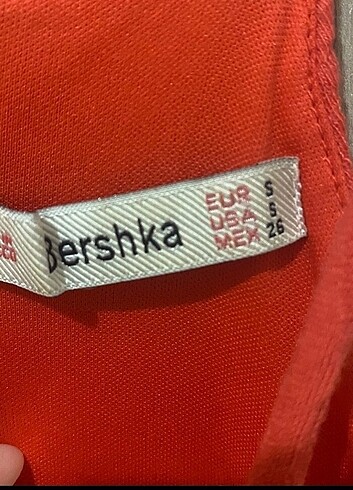 Bershka
EUR S
USA S
MEX 26